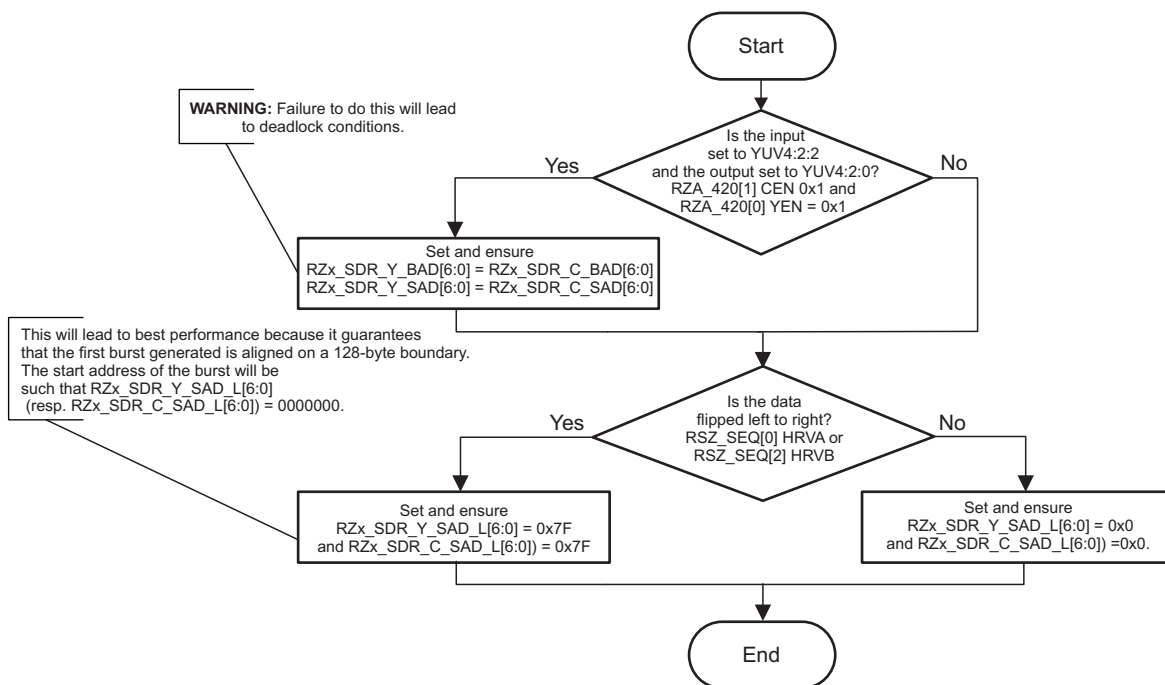 Start
WARNING: Failure to do this will lead
to deadlock conditions.
Is the input
set to YUV4:2:2
and the output set to YUV4:2:0?
RZA_420[1] CEN 0x1 and
RZA_420[0] YEN = 0x1
Yes
No
Set and ensure
RZx_SDR_Y_BAD[6:0] = RZx_SDR_C_BAD[6:0]
RZx_SDR_Y_SAD[6:0] = RZx_SDR_C_SAD[6:0]
This will lead to best performance because it guarantees
that the first burst generated is aligned on a 128-byte boundary.
The start address of the burst will be
such that RZx_SDR_Y_SAD_L[6:0]
(resp. RZx_SDR_C_SAD_L[6:0]) = 0000000.
Is the data
flipped left to right?
RSZ_SEQ[0] HRVA or
RSZ_SEQ[2] HRVB
Yes
No
Set and ensure
RZx_SDR_Y_SAD_L[6:0] = 0x7F
and RZx_SDR_C_SAD_L[6:0]) = 0x7F
Set and ensure
RZx_SDR_Y_SAD_L[6:0] = 0x0
and RZx_SDR_C_SAD_L[6:0]) =0x0.
End